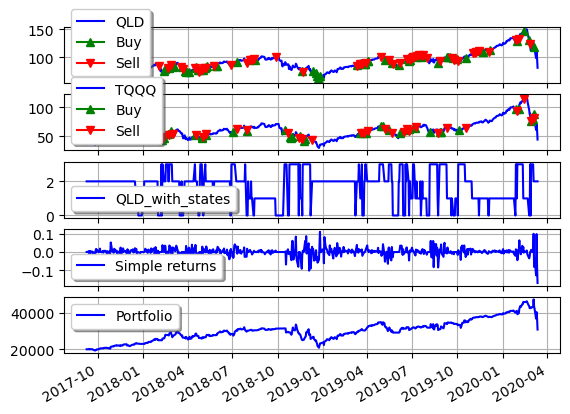 150
100
QLD
Buy
Sell
100
50
TQQQ
Buy
Sell
2
0
QLD_with_states
0.1
0.0
−0.1
Simple returns
40000
20000
Portfolio
2017-10 2018-01 2018-04 2018-07 2018-10 2019-01 2019-04 2019-07 2019-10 2020-01 2020-04